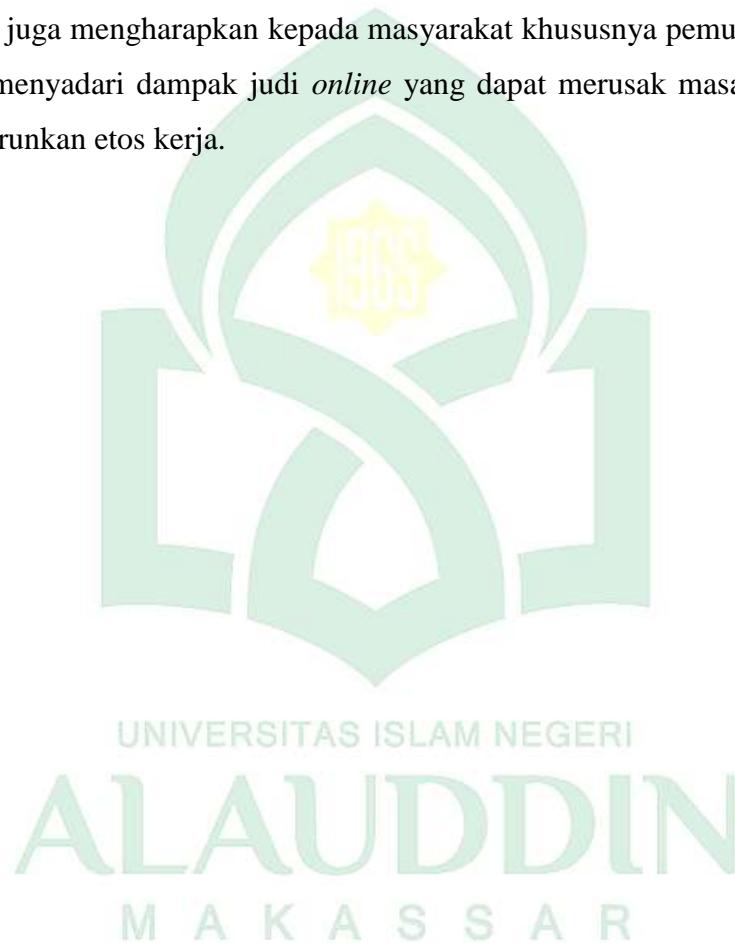 juga mengharapkan kepada masyarakat khususnya pemu
menyadari dampak judi online yang dapat merusak masa
runkan etos kerja.
1965
UNIVERSITAS ISLAM NEGERI
ALAUDDIN
MAKASSAR